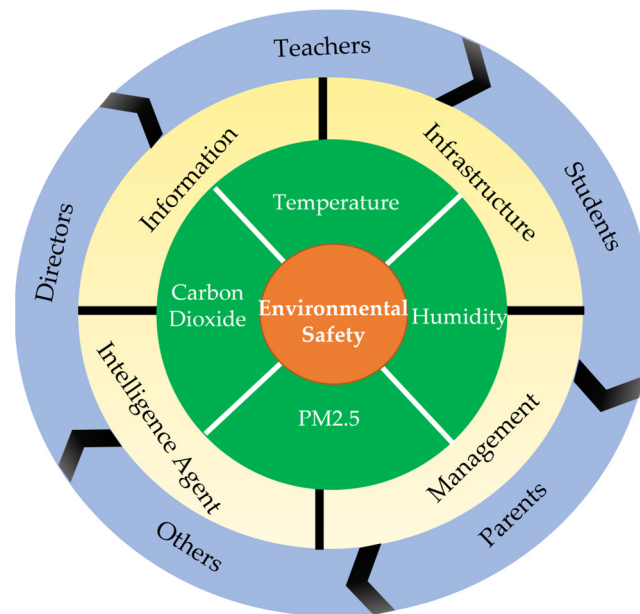 Teachers
Information
Infrastructure
Students
Directors
Temperature
Carbon
Dioxide
Environmental
Safety
Humidity
PM2.5
Intelligence Agent
Management
Others
Parents